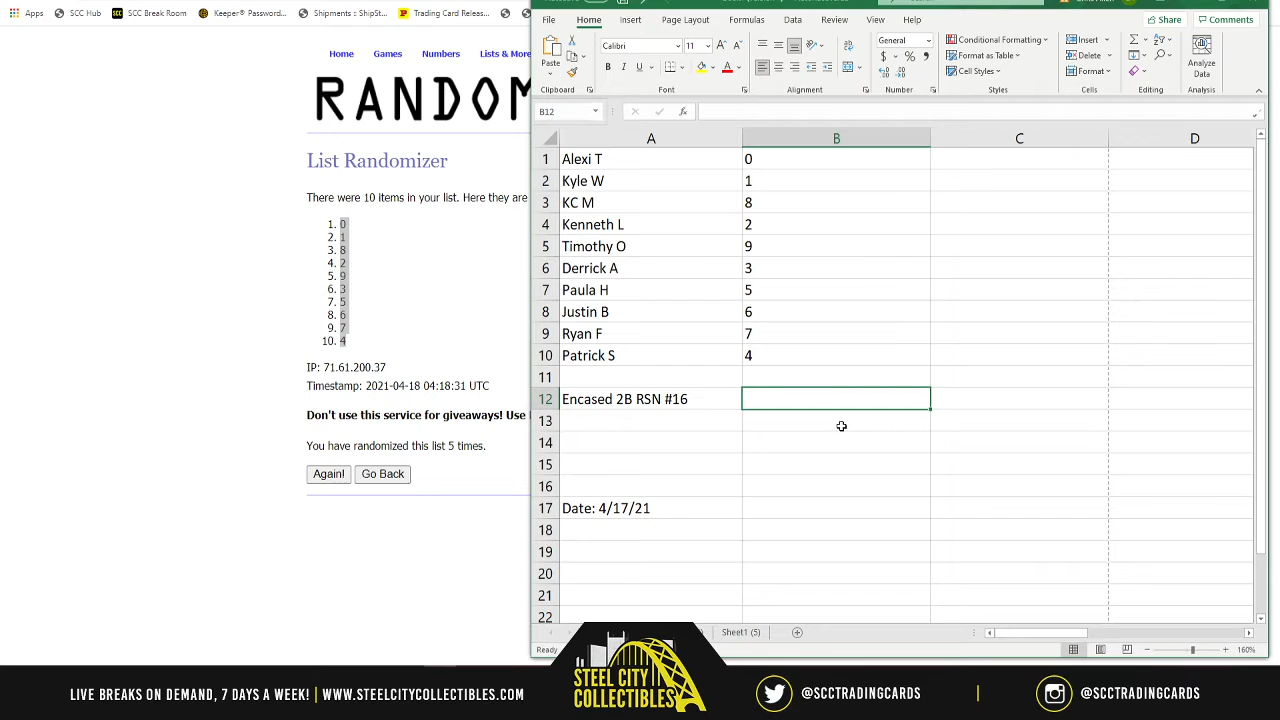 Apps SCC Hub SCC Break Room Keeper® Password... Shipments : ShipSt... Trading Card Releas...
Home Games Numbers Lists & More
RANDOM
List Randomizer
There were 10 items in your list. Here they are
1. 0
2. 1
3. 8
4. 2
5. 9
6. 3
7. 5
8. 6
9. 7
10. 4
IP: 71.61.200.37
Timestamp: 2021-04-18 04:18:31 UTC
Don't use this service for giveaways! Use
You have randomized this list 5 times.
Again! Go Back
File Home Insert Page Layout Formulas Data Review View Help Share Comments
Paste Calibri 11 General Conditional Formatting Insert Analyze Data
Format as Table Delete
Cell Styles Format
Clipboard Font Alignment Number Styles Cells Editing Analysis
B12 fx
A B C D
1 Alexi T 0
2 Kyle W 1
3 KC M 8
4 Kenneth L 2
5 Timothy O 9
6 Derrick A 3
7 Paula H 5
8 Justin B 6
9 Ryan F 7
10 Patrick S 4
11
12 Encased 2B RSN #16
13
14
15
16
17 Date: 4/17/21
18
19
20
21
22
Sheet1 (5)
Ready 160%
LIVE BREAKS ON DEMAND, 7 DAYS A WEEK! | WWW.STEELCITYCOLLECTIBLES.COM
STEEL CITY
COLLECTIBLES
@SCCTRADINGCARDS | @SCCTRADINGCARDS